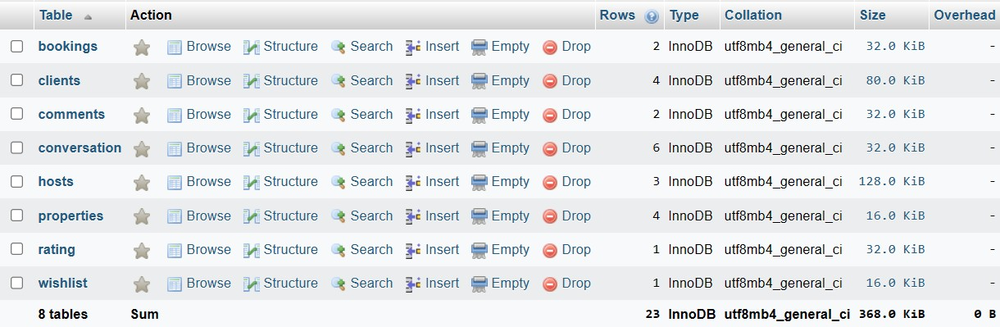 Table Action Rows Type Collation Size Overhead
bookings Browse Structure Search Insert Empty Drop 2 InnoDB utf8mb4_general_ci 32.0 KiB -
clients Browse Structure Search Insert Empty Drop 4 InnoDB utf8mb4_general_ci 80.0 KiB -
comments Browse Structure Search Insert Empty Drop 2 InnoDB utf8mb4_general_ci 32.0 KiB -
conversation Browse Structure Search Insert Empty Drop 6 InnoDB utf8mb4_general_ci 32.0 KiB -
hosts Browse Structure Search Insert Empty Drop 3 InnoDB utf8mb4_general_ci 128.0 KiB -
properties Browse Structure Search Insert Empty Drop 4 InnoDB utf8mb4_general_ci 16.0 KiB -
rating Browse Structure Search Insert Empty Drop 1 InnoDB utf8mb4_general_ci 32.0 KiB -
wishlist Browse Structure Search Insert Empty Drop 1 InnoDB utf8mb4_general_ci 16.0 KiB -
8 tables Sum 23 InnoDB utf8mb4_general_ci 368.0 KiB 0 B